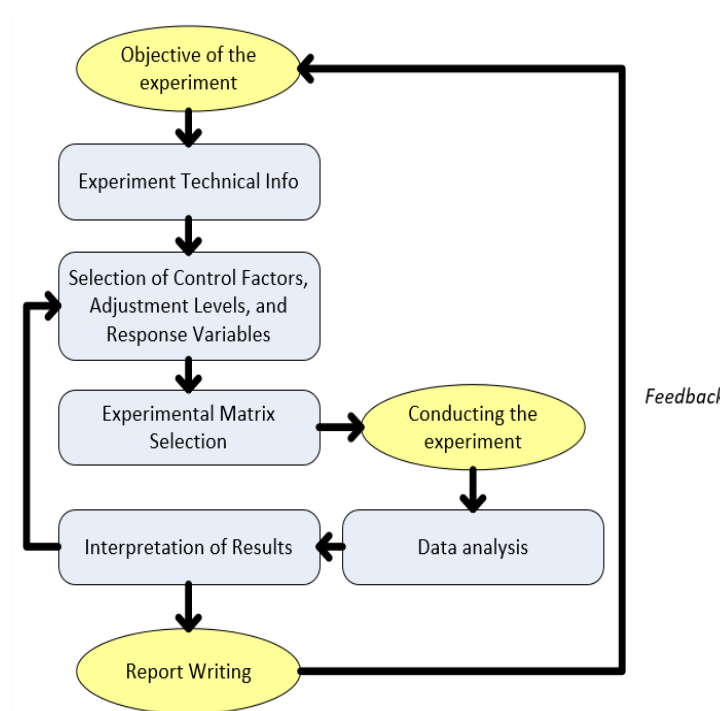 Objective of the
experiment
Experiment Technical Info
Selection of Control Factors,
Adjustment Levels, and
Response Variables
Experimental Matrix
Selection
Conducting the
experiment
Feedback
Interpretation of Results
Data analysis
Report Writing